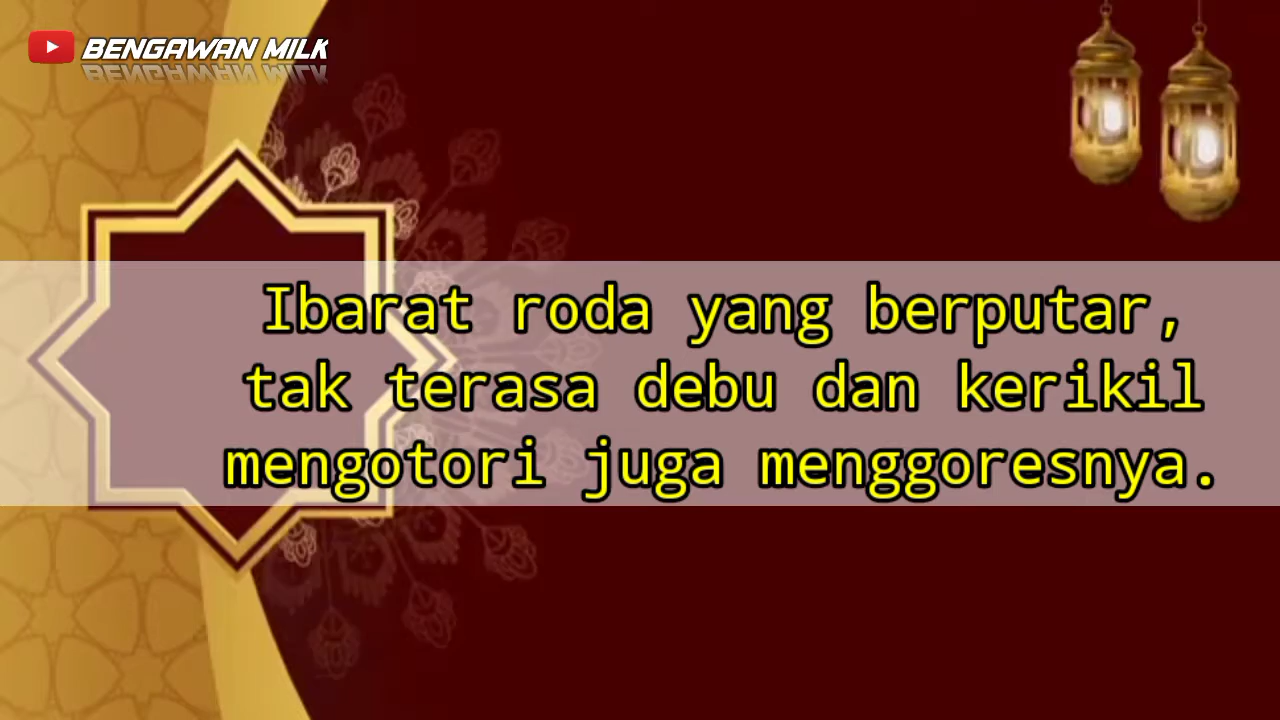 BENGAWAN MILK
Ibarat roda yang berputar,
tak terasa debu dan kerikil
mengotori juga menggoresnya.